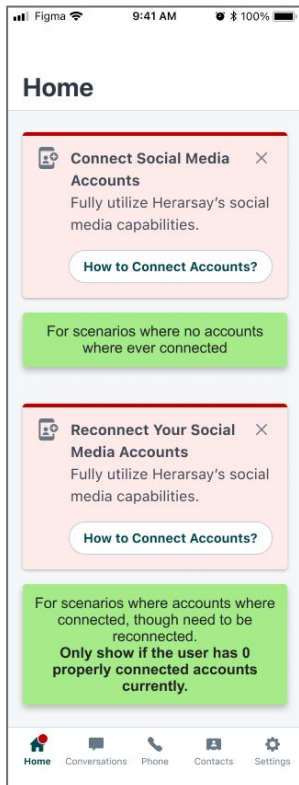 Figma 9:41 AM 100%
Home
Connect Social Media
Accounts
Fully utilize Herarsay's social
media capabilities.
How to Connect Accounts?
For scenarios where no accounts
where ever connected
Reconnect Your Social
Media Accounts
Fully utilize Herarsay's social
media capabilities.
How to Connect Accounts?
For scenarios where accounts where
connected, though need to be
reconnected.
Only show if the user has 0
properly connected accounts
currently.
Home Conversations Phone Contacts Settings